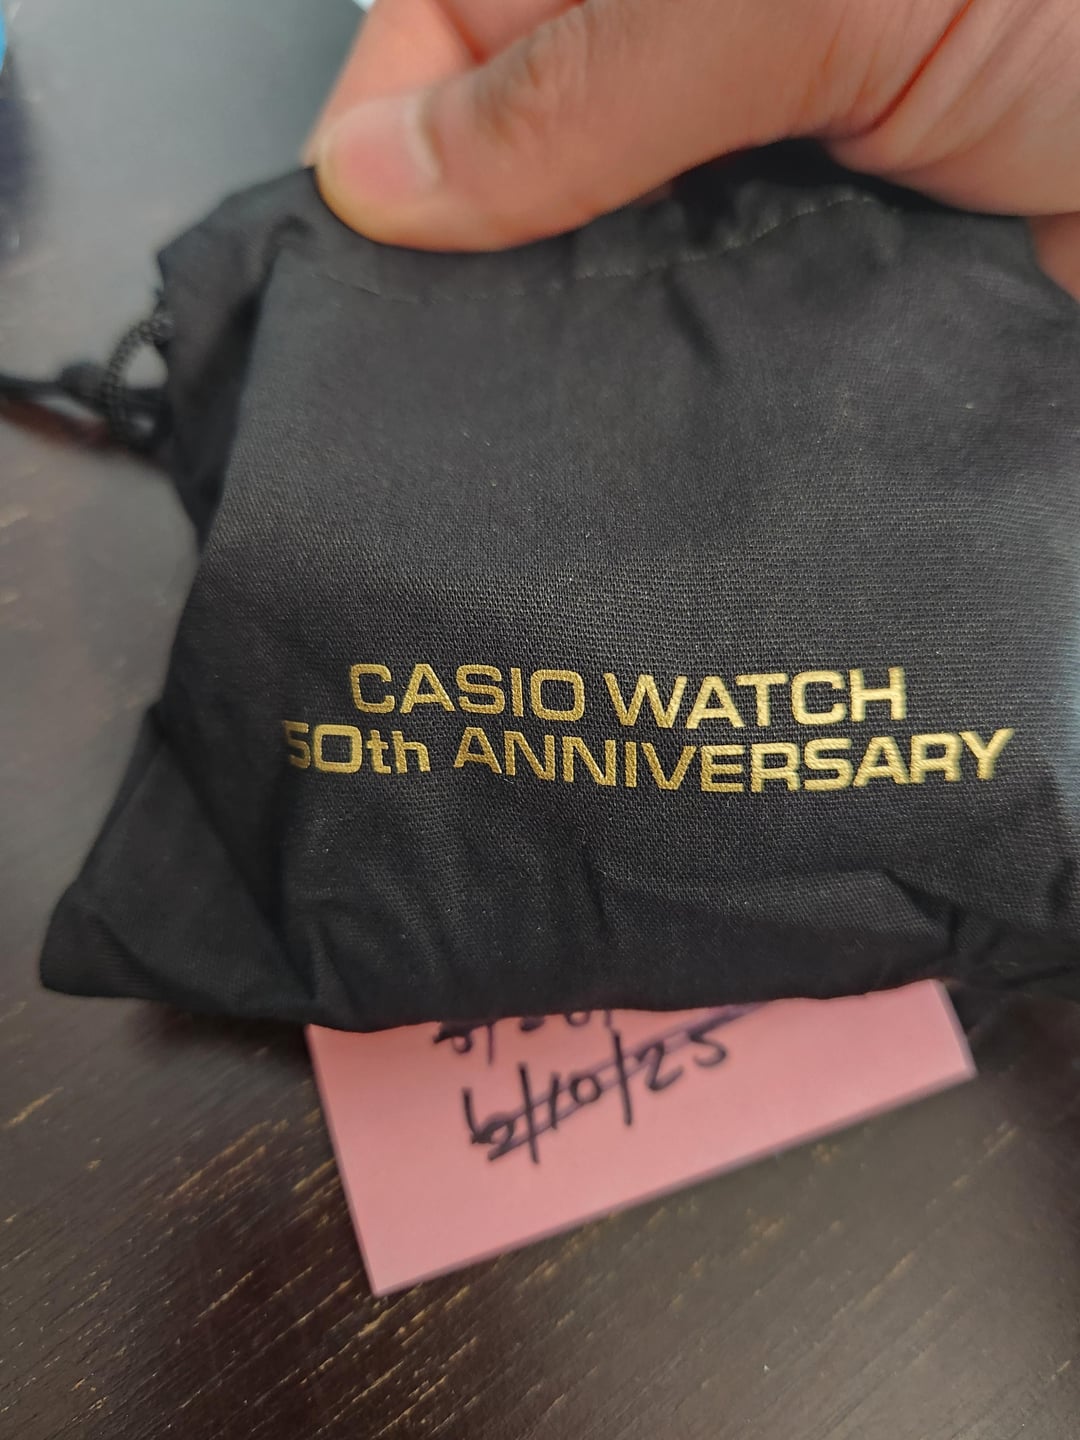 CASIO WATCH
50th ANNIVERSARY
6/10/25